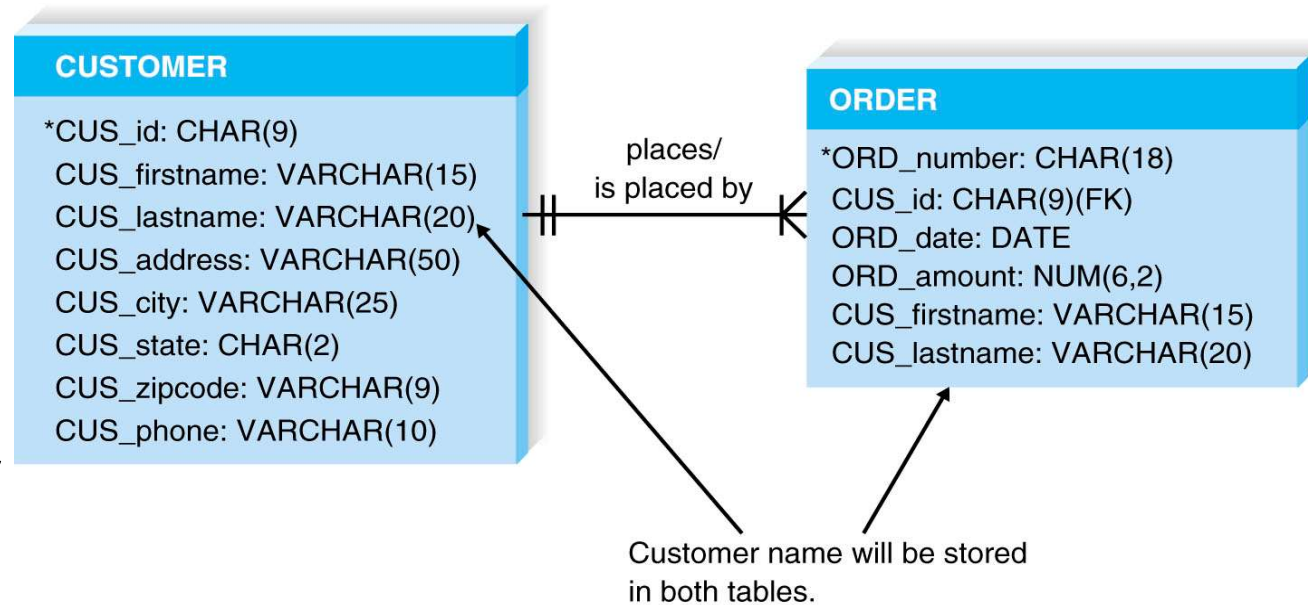 CUSTOMER
*CUS_id: CHAR(9)
CUS_firstname: VARCHAR(15)
CUS_lastname: VARCHAR(20)
CUS_address: VARCHAR(50)
CUS_city: VARCHAR(25)
CUS_state: CHAR(2)
CUS_zipcode: VARCHAR(9)
CUS_phone: VARCHAR(10)
places/
is placed by
ORDER
*ORD_number: CHAR(18)
CUS_id: CHAR(9)(FK)
ORD_date: DATE
ORD_amount: NUM(6,2)
CUS_firstname: VARCHAR(15)
CUS_lastname: VARCHAR(20)
Customer name will be stored
in both tables.